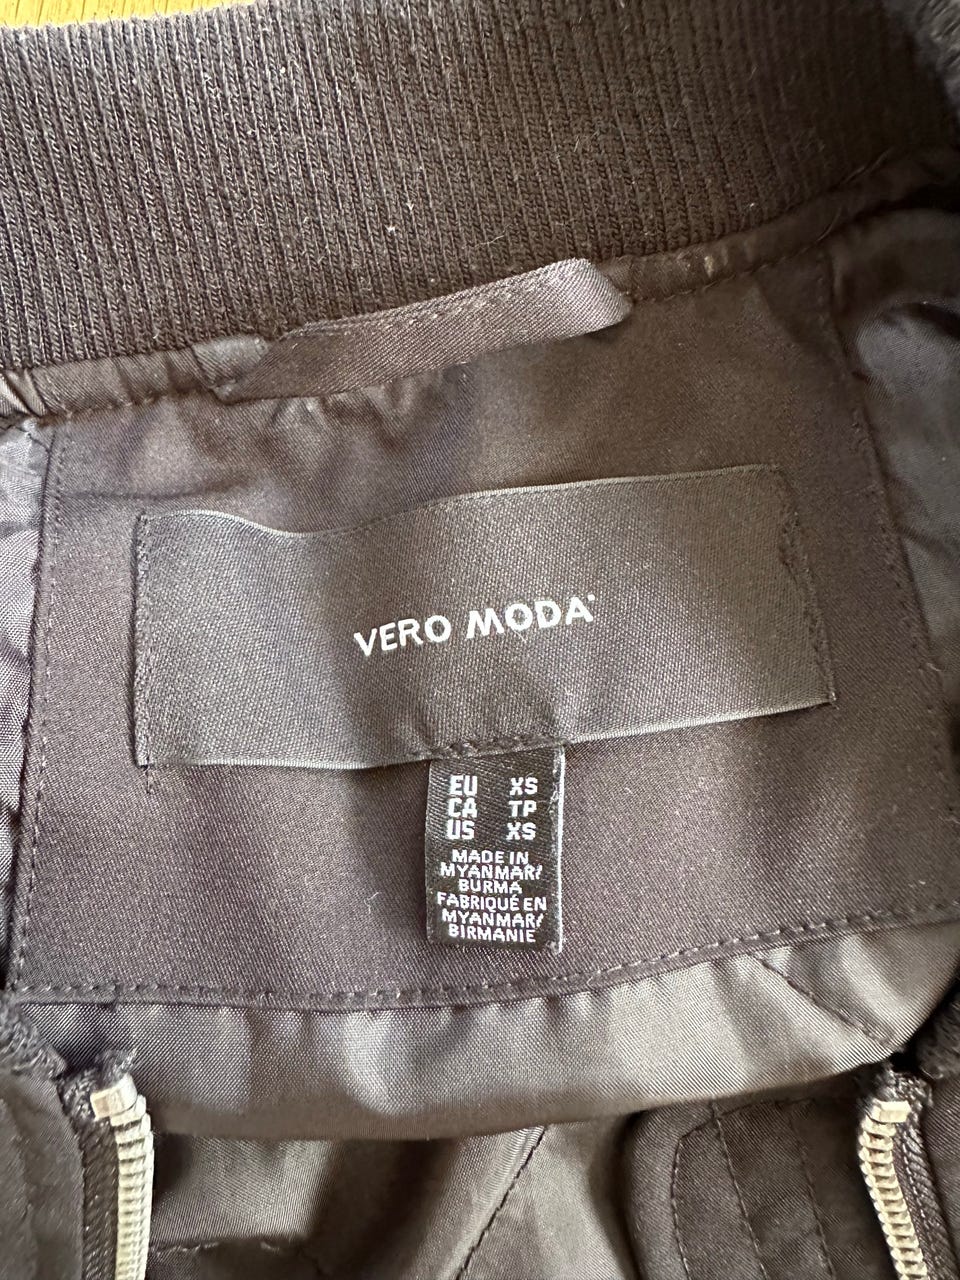 VERO MODA
EU XS
CA TP
US XS
MADE IN
MYANMAR/
BURMA
FABRIQUÉ EN
MYANMAR/
BIRMANIE